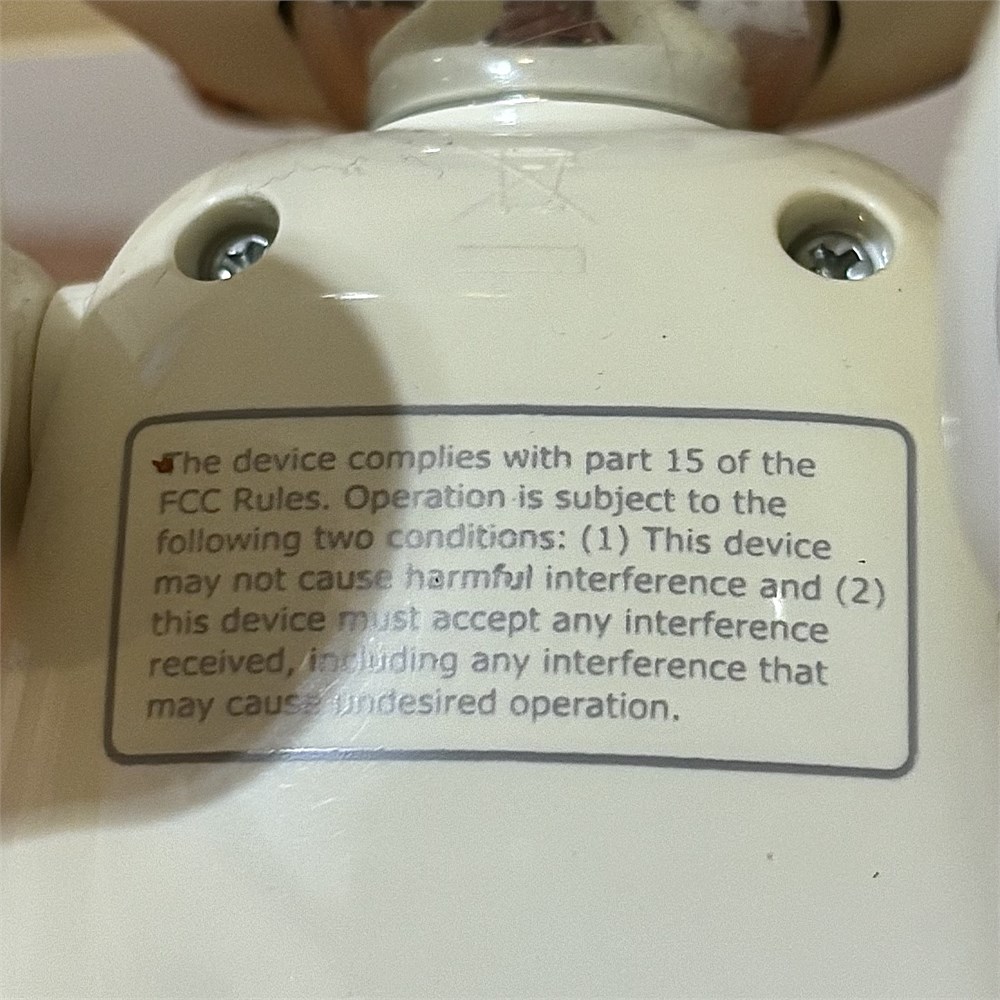 The device complies with part 15 of the
FCC Rules. Operation is subject to the
following two conditions: (1) This device
may not cause harmful interference and (2)
this device must accept any interference
received, including any interference that
may cause undesired operation.